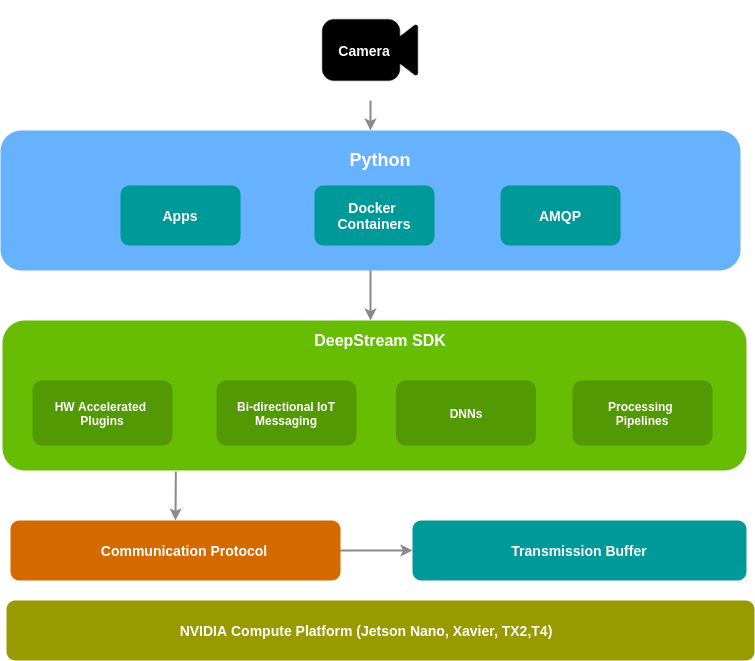 Camera
Python
Apps
Docker
Containers
AMQP
DeepStream SDK
HW Accelerated
Plugins
Bi-directional IoT
Messaging
DNNs
Processing
Pipelines
Communication Protocol
Transmission Buffer
NVIDIA Compute Platform (Jetson Nano, Xavier, TX2,T4)